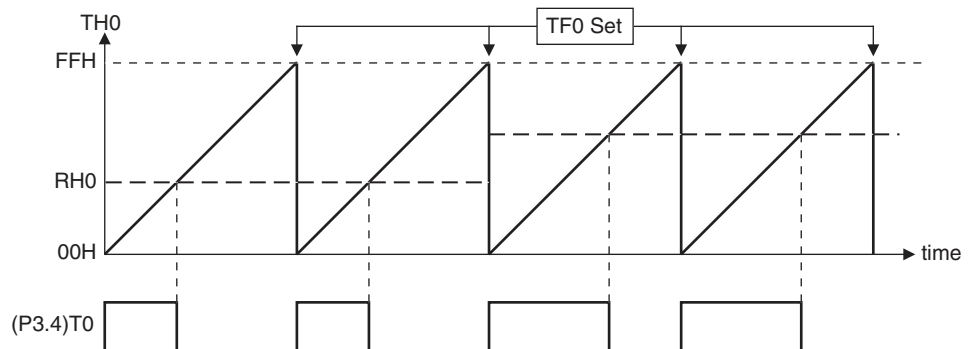 TH0
TF0 Set
FFH
RH0
00H
time
(P3.4)T0